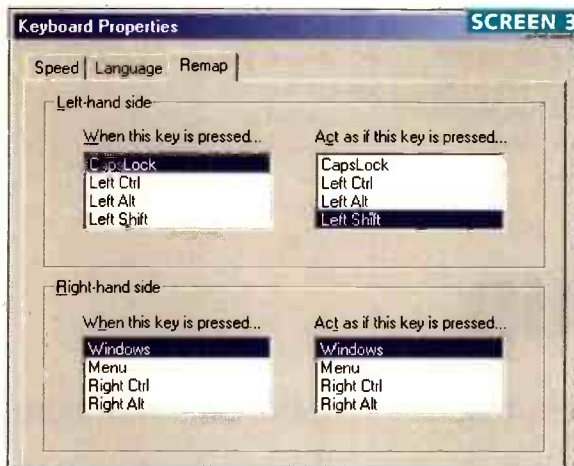 SCREEN 3
Keyboard Properties
Speed Language Remap
Left-hand side
When this key is pressed... Act as if this key is pressed...
CapsLock CapsLock
Left Ctrl Left Ctrl
Left Alt Left Alt
Left Shift Left Shift
Right-hand side
When this key is pressed... Act as if this key is pressed...
Windows Windows
Menu Menu
Right Ctrl Right Ctrl
Right Alt Right Alt